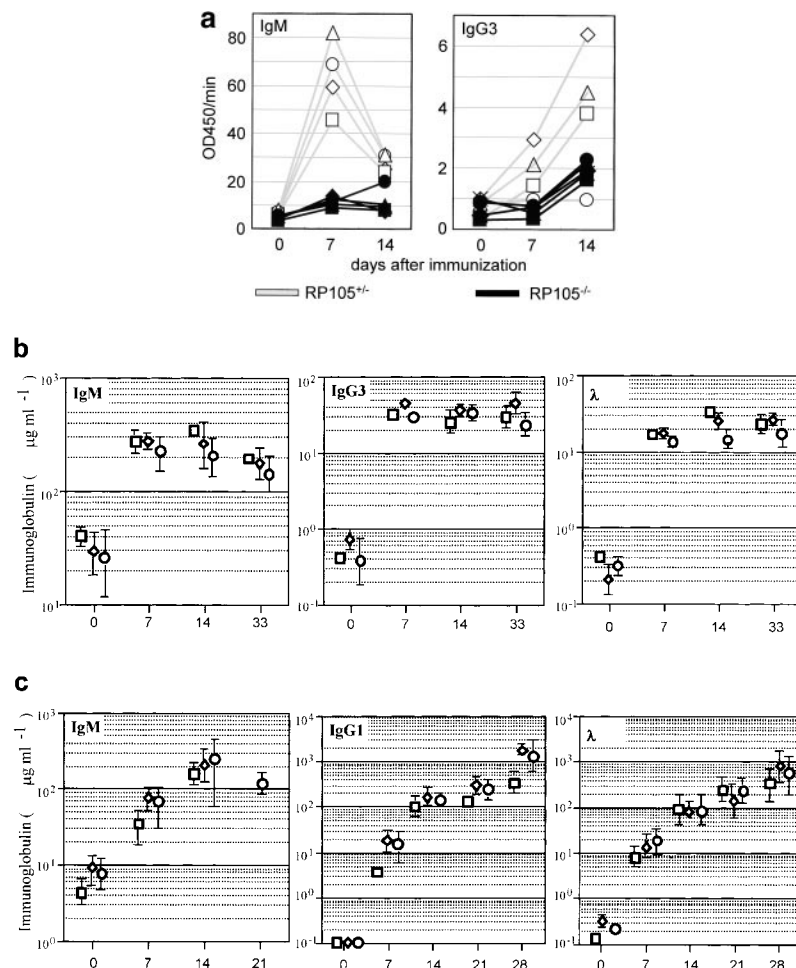 a
IgM IgG3
80 60 40 20 0
6 4 2 0
OD450/min
0 7 14 0 7 14
days after immunization
RP105+/- RP105-/-
b
IgM IgG3 λ
Immunoglobulin ( μg ml -1)
10³ 10² 10¹
10² 10¹ 10⁰ 10-¹
10² 10¹ 10⁰ 10-¹
0 7 14 33 0 7 14 33 0 7 14 33
c
IgM IgG1 λ
Immunoglobulin ( μg ml -1)
10³ 10² 10¹ 10⁰
10⁴ 10³ 10² 10¹ 10⁰ 10-¹
10⁴ 10³ 10² 10¹ 10⁰ 10-¹
0 7 14 21 0 7 14 21 28 0 7 14 21 28